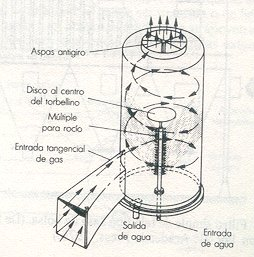 Aspas antigiro
Disco al centro
del torbellino
Múltiple
para rocío
Entrada tangencial
de gas
Salida
de agua
Entrada
de agua